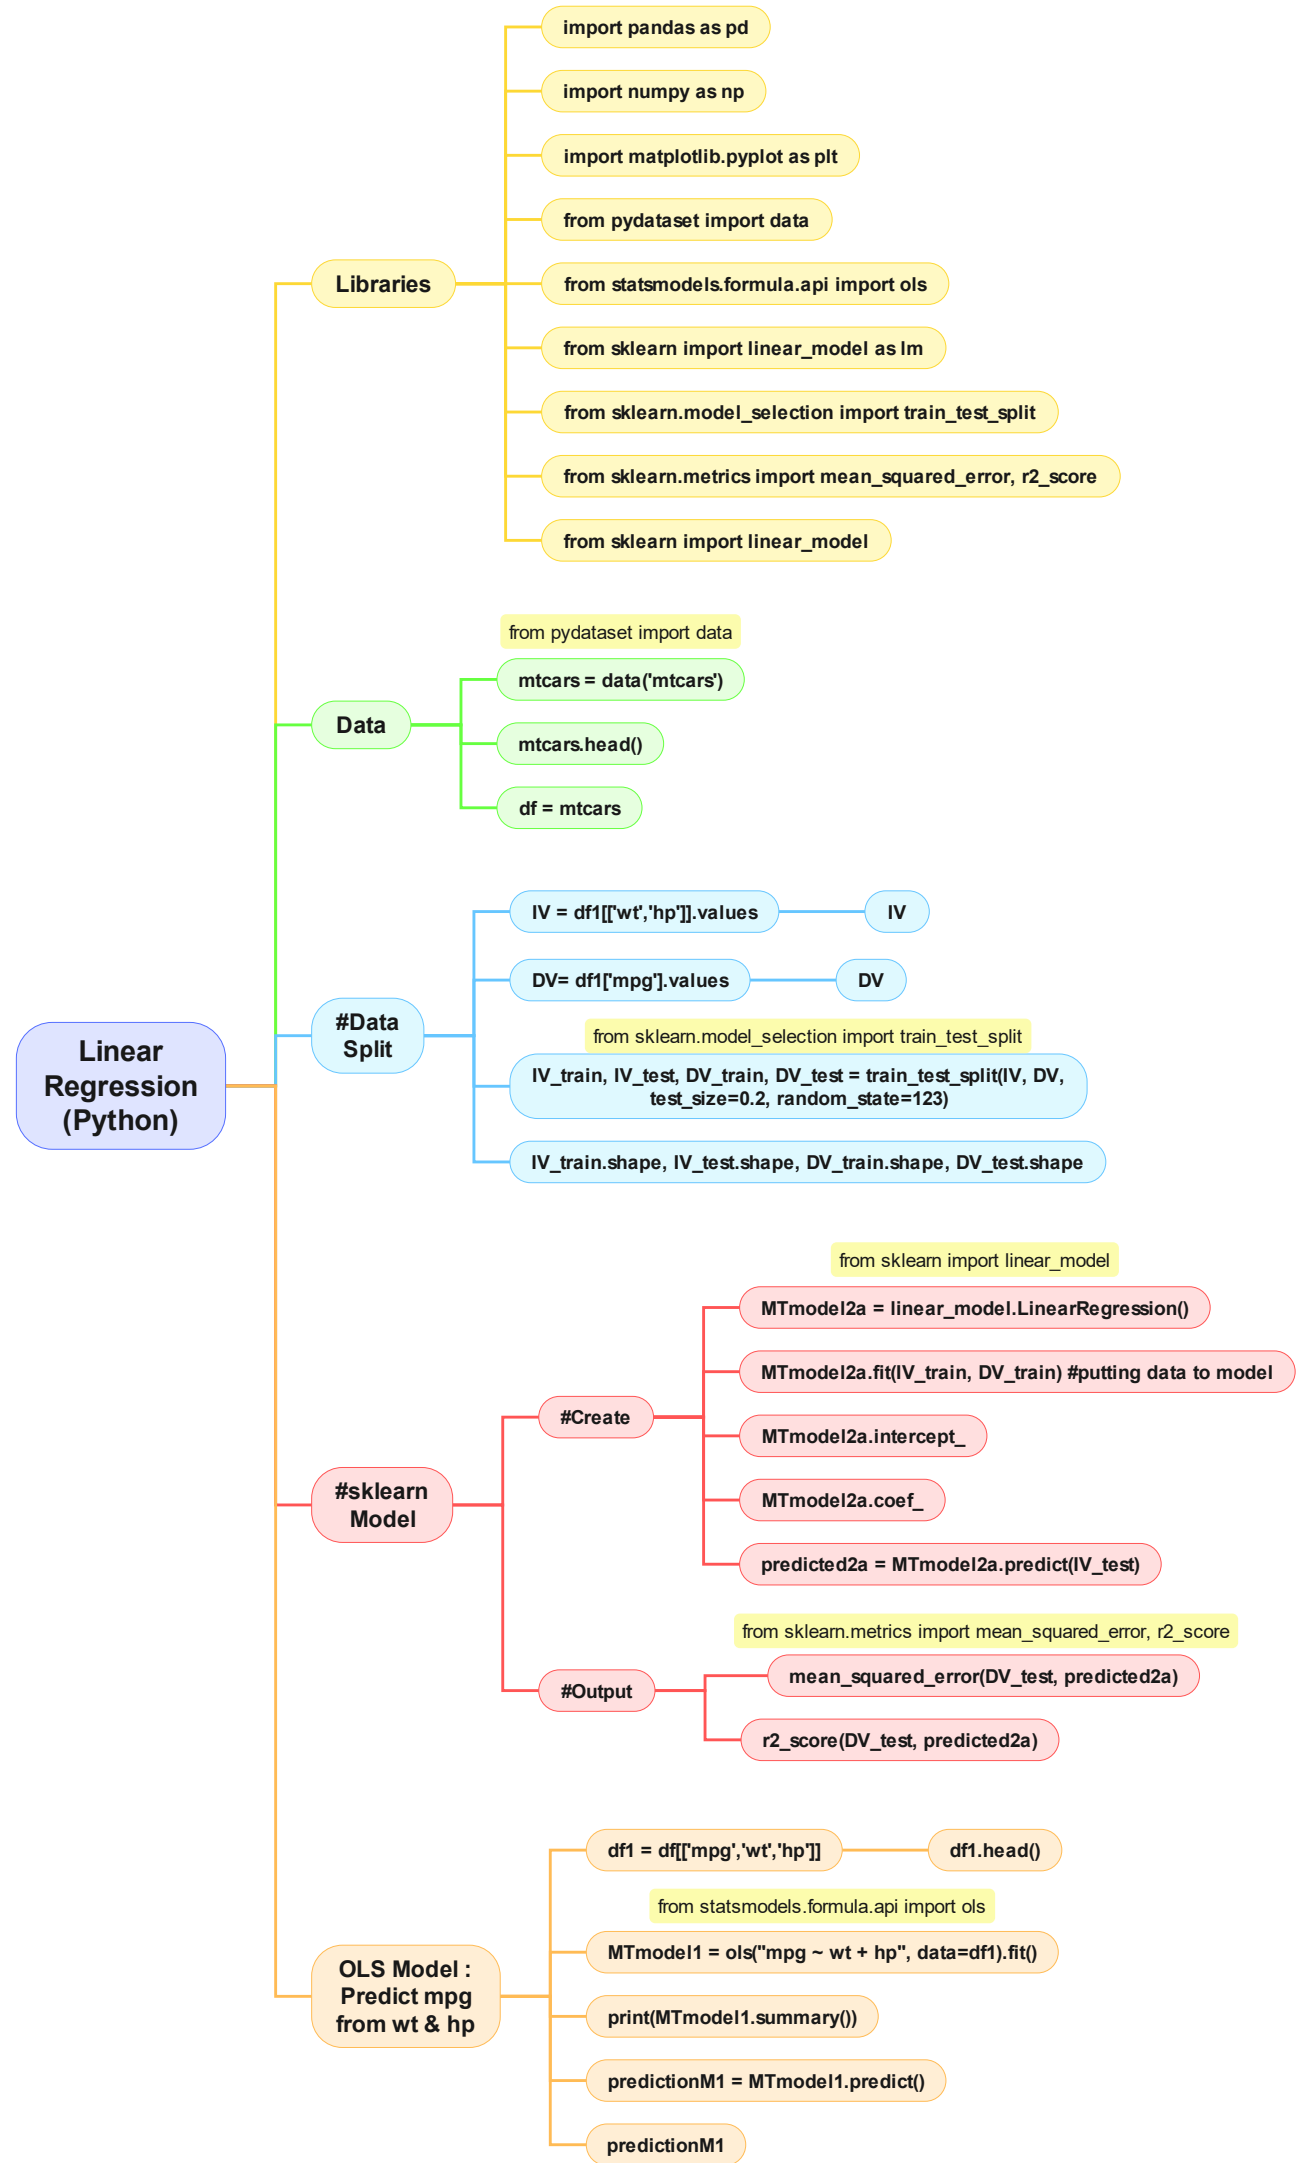 Linear
Regression
(Python)
Libraries
import pandas as pd
import numpy as np
import matplotlib.pyplot as plt
from pydataset import data
from statsmodels.formula.api import ols
from sklearn import linear_model as lm
from sklearn.model_selection import train_test_split
from sklearn.metrics import mean_squared_error, r2_score
from sklearn import linear_model
Data
from pydataset import data
mtcars = data('mtcars')
mtcars.head()
df = mtcars
#Data
Split
IV = df1[['wt','hp']].values
IV
DV= df1['mpg'].values
DV
from sklearn.model_selection import train_test_split
IV_train, IV_test, DV_train, DV_test = train_test_split(IV, DV,
test_size=0.2, random_state=123)
IV_train.shape, IV_test.shape, DV_train.shape, DV_test.shape
#sklearn
Model
#Create
from sklearn import linear_model
MTmodel2a = linear_model.LinearRegression()
MTmodel2a.fit(IV_train, DV_train) #putting data to model
MTmodel2a.intercept_
MTmodel2a.coef_
predicted2a = MTmodel2a.predict(IV_test)
#Output
from sklearn.metrics import mean_squared_error, r2_score
mean_squared_error(DV_test, predicted2a)
r2_score(DV_test, predicted2a)
OLS Model :
Predict mpg
from wt & hp
df1 = df[['mpg','wt','hp']]
df1.head()
from statsmodels.formula.api import ols
MTmodel1 = ols("mpg ~ wt + hp", data=df1).fit()
print(MTmodel1.summary())
predictionM1 = MTmodel1.predict()
predictionM1